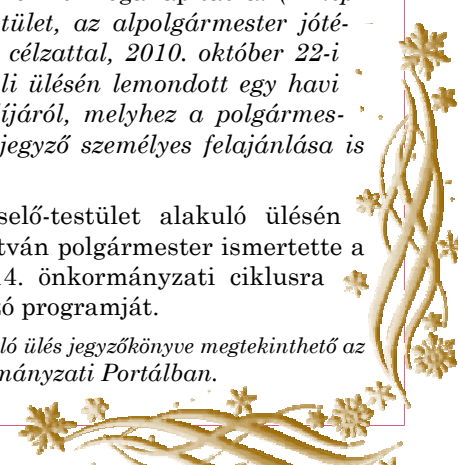 tület, az alpolgármester jóté-
célzattal, 2010. október 22-i
li ülésén lemondott egy havi
íjáról, melyhez a polgármes-
jegyző személyes felajánlása is
selő-testület alakuló ülésén
tván polgármester ismertette a
4. önkormányzati ciklusra
zó programját.
ló ülés jegyzőkönyve megtekinthető az
mányzati Portálban.